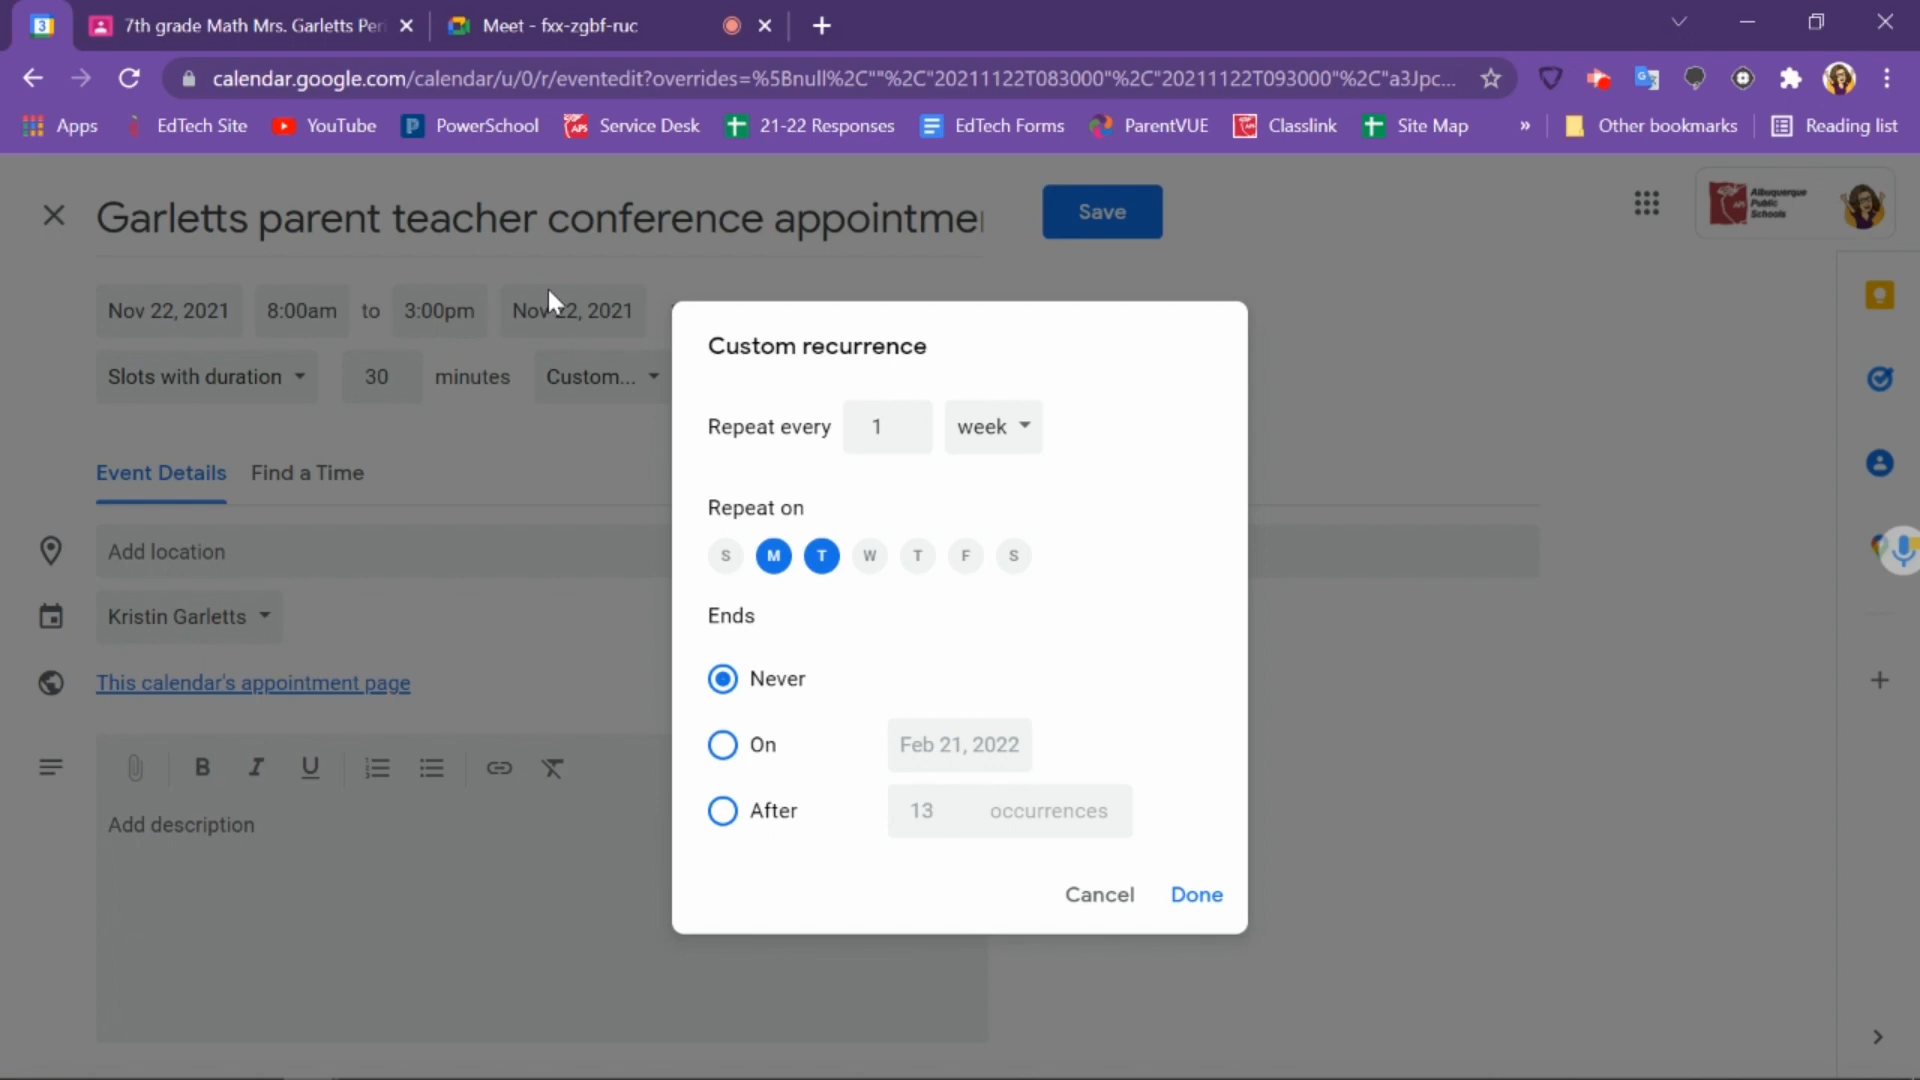 3
7th grade Math Mrs. Garletts Per
Meet - fxx-zgbf-ruc
calendar.google.com/calendar/u/0/r/eventedit?overrides=%5Bnull%2C""%2C"20211122T083000"%2C"20211122T093000"%2C"a3Jpc...
Apps
EdTech Site
YouTube
PowerSchool
Service Desk
21-22 Responses
EdTech Forms
ParentVUE
Classlink
Site Map
»
Other bookmarks
Reading list
Garletts parent teacher conference appointme
Save
Albuquerque
Public
Schools
Nov 22, 2021
8:00am
to
3:00pm
Nov 22, 2021
Slots with duration
30
minutes
Custom...
Event Details
Find a Time
Add location
Kristin Garletts
This calendar's appointment page
B
I
U
Add description
Custom recurrence
Repeat every
1
week
Repeat on
S
M
T
W
T
F
S
Ends
Never
On
Feb 21, 2022
After
13
occurrences
Cancel
Done